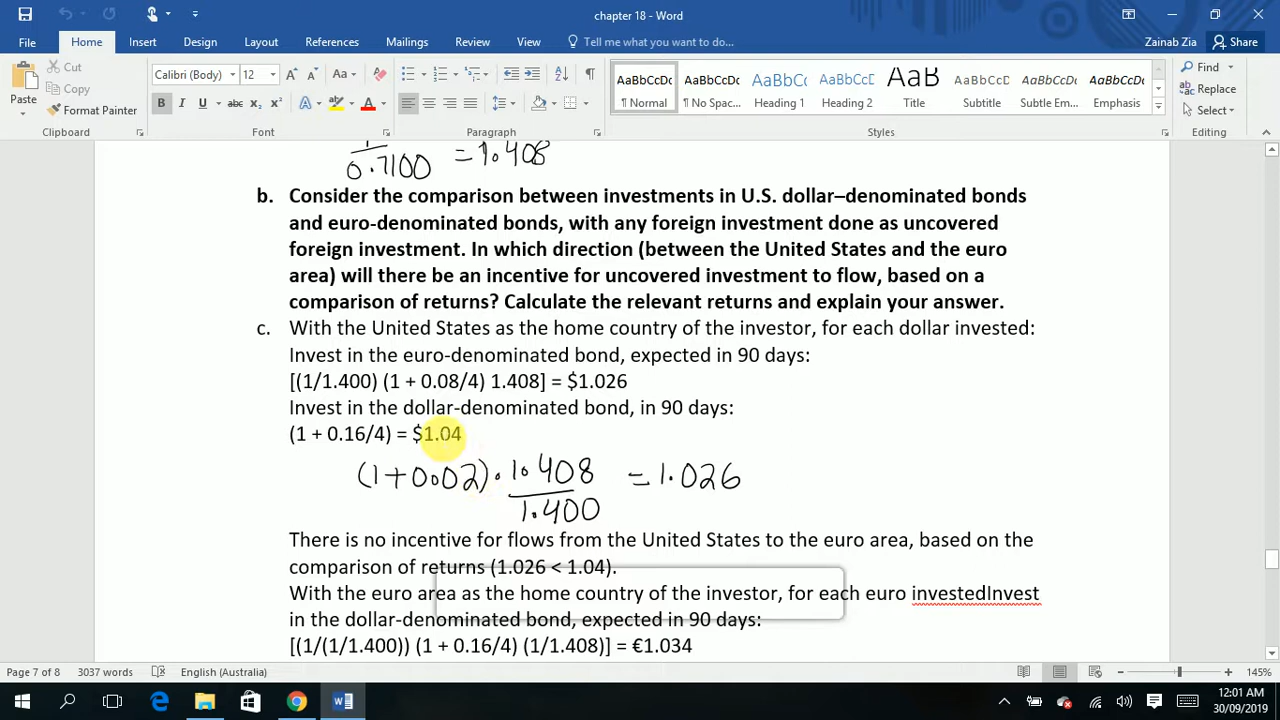 chapter 18 - Word
File Home Insert Design Layout References Mailings Review View Tell me what you want to do... Zainab Zia Share
Paste Cut Copy Format Painter
Calibri (Body) 12
AaBbCcDc AaBbCcDc AaBbCc AaBbCcD AaB AaBbCcD AaBbCcDc AaBbCcDc
¶ Normal ¶ No Spac... Heading Heading 2 Title Subtitle Subtle Em... Emphasis
Find Replace Select
Clipboard Font Paragraph Styles Editing
0.7100 = 1.408
b. Consider the comparison between investments in U.S. dollar–denominated bonds
and euro-denominated bonds, with any foreign investment done as uncovered
foreign investment. In which direction (between the United States and the euro
area) will there be an incentive for uncovered investment to flow, based on a
comparison of returns? Calculate the relevant returns and explain your answer.
c. With the United States as the home country of the investor, for each dollar invested:
Invest in the euro-denominated bond, expected in 90 days:
[(1/1.400) (1 + 0.08/4) 1.408] = $1.026
Invest in the dollar-denominated bond, in 90 days:
(1 + 0.16/4) = $1.04
(1+0.02) · 1.408 = 1.026
1.400
There is no incentive for flows from the United States to the euro area, based on the
comparison of returns (1.026 < 1.04).
With the euro area as the home country of the investor, for each euro investedInvest
in the dollar-denominated bond, expected in 90 days:
[(1/(1/1.400)) (1 + 0.16/4) (1/1.408)] = €1.034
Page 7 of 8 3037 words English (Australia) 145%
12:01 AM
30/09/2019